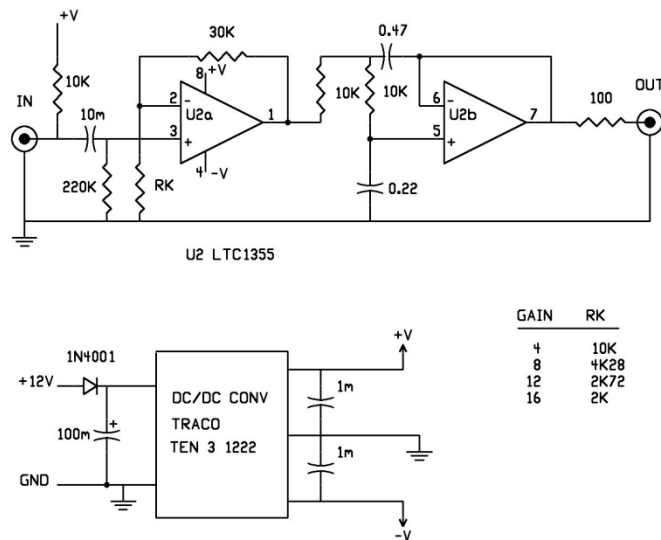 +V
30K
0.47
8
+V
10K
IN
2
-
U2a
1
10K
10K
6
-
U2b
7
100
OUT
10m
3
+
5
+
4
-V
220K
RK
0.22
U2 LTC1355
GAIN RK
4 10K
8 4K28
12 2K72
16 2K
+V
1N4001
+12V
DC/DC CONV
TRACO
TEN 3 1222
1m
+
100m
1m
GND
-V